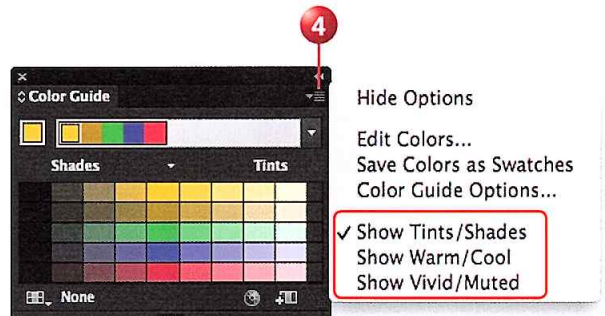 4
Color Guide
Shades Tints
None
Hide Options
Edit Colors...
Save Colors as Swatches
Color Guide Options...
✓ Show Tints/Shades
Show Warm/Cool
Show Vivid/Muted